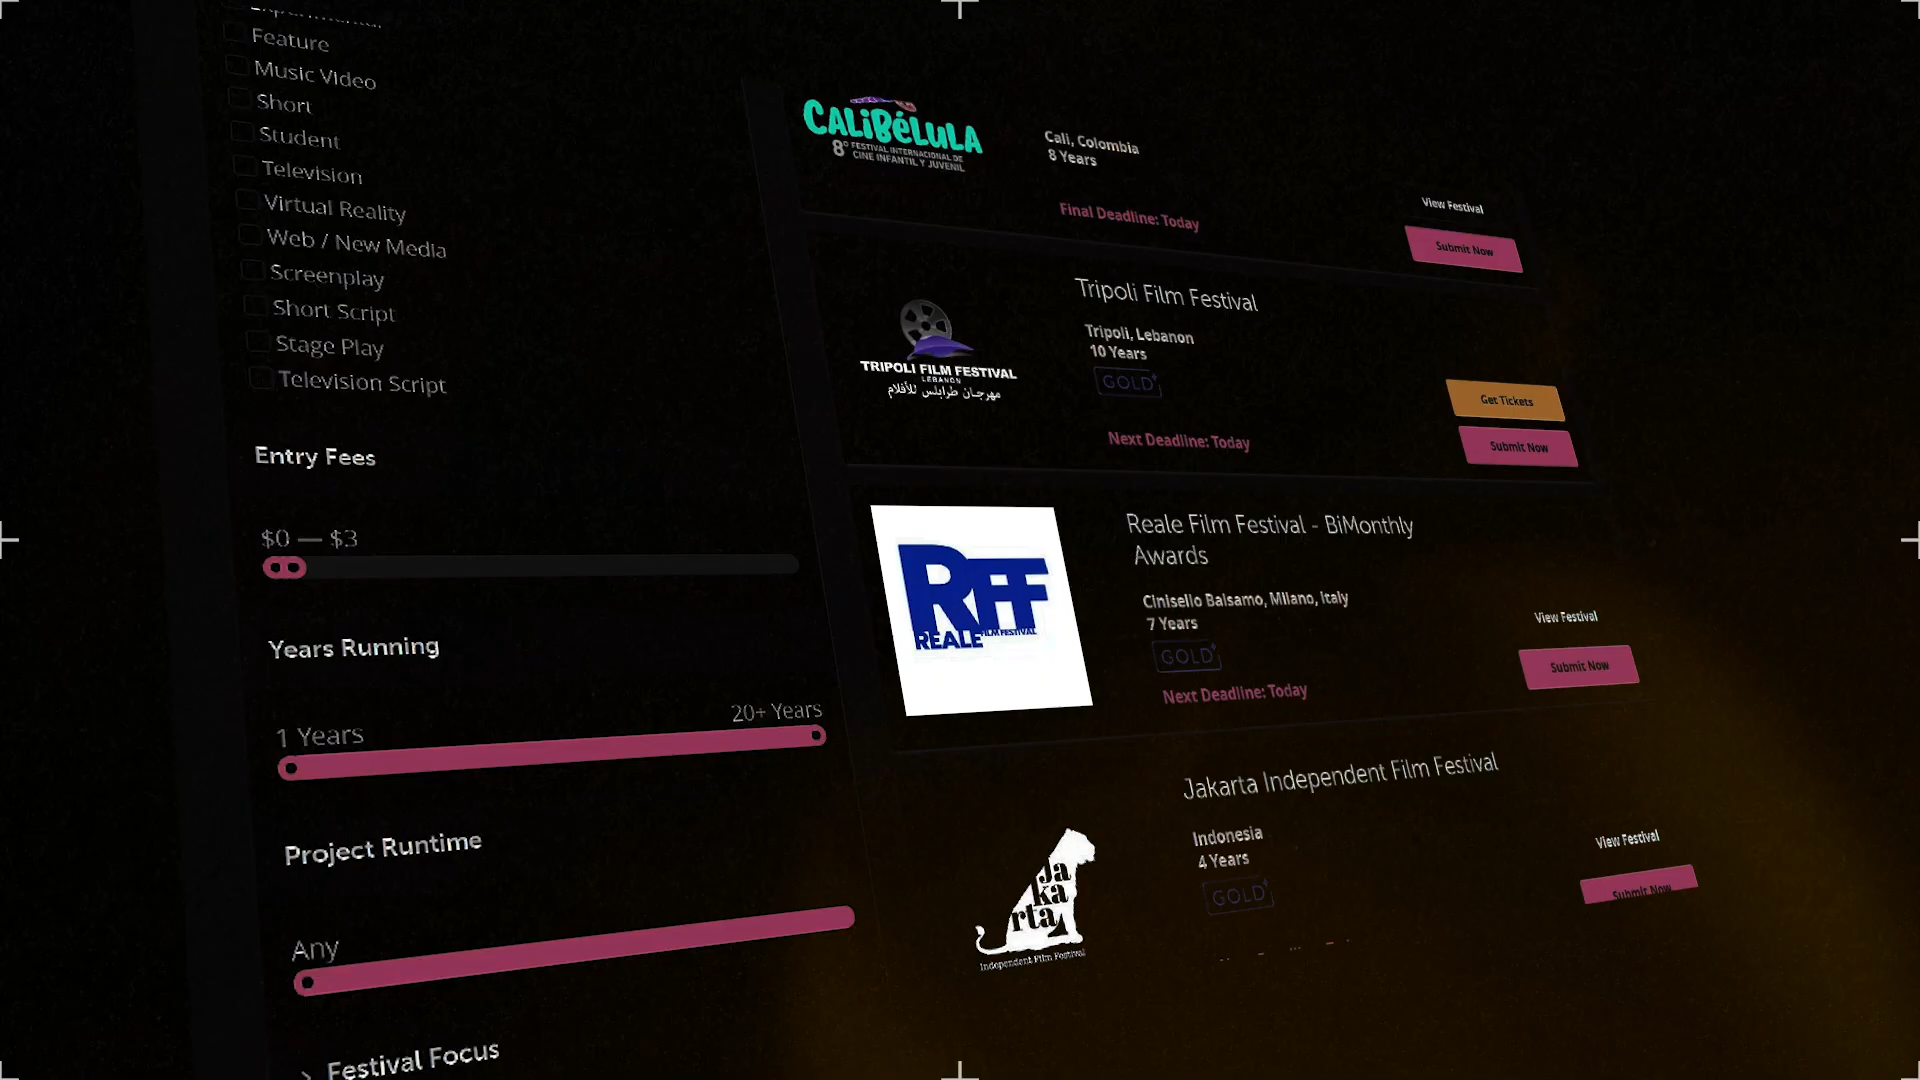 Feature
Music Video
Short
Student
Television
Virtual Reality
Web / New Media
Screenplay
Short Script
Stage Play
Television Script
Entry Fees
$0 — $3
Years Running
1 Years
20+ Years
Project Runtime
Any
Festival Focus
CALiBéLULA
8º FESTIVAL INTERNACIONAL DE
CINE INFANTIL Y JUVENIL
Cali, Colombia
8 Years
Final Deadline: Today
View Festival
Submit Now
TRIPOLI FILM FESTIVAL
LEBANON
مهرجان طرابلس للأفلام
Tripoli Film Festival
Tripoli, Lebanon
10 Years
GOLD
Next Deadline: Today
Get Tickets
Submit Now
RFF
REALE FILM FESTIVAL
Reale Film Festival - BiMonthly
Awards
Cinisello Balsamo, Milano, Italy
7 Years
GOLD
Next Deadline: Today
View Festival
Submit Now
Ja
ka
rta
Independent Film Festival
Jakarta Independent Film Festival
Indonesia
4 Years
GOLD
View Festival
Submit Now